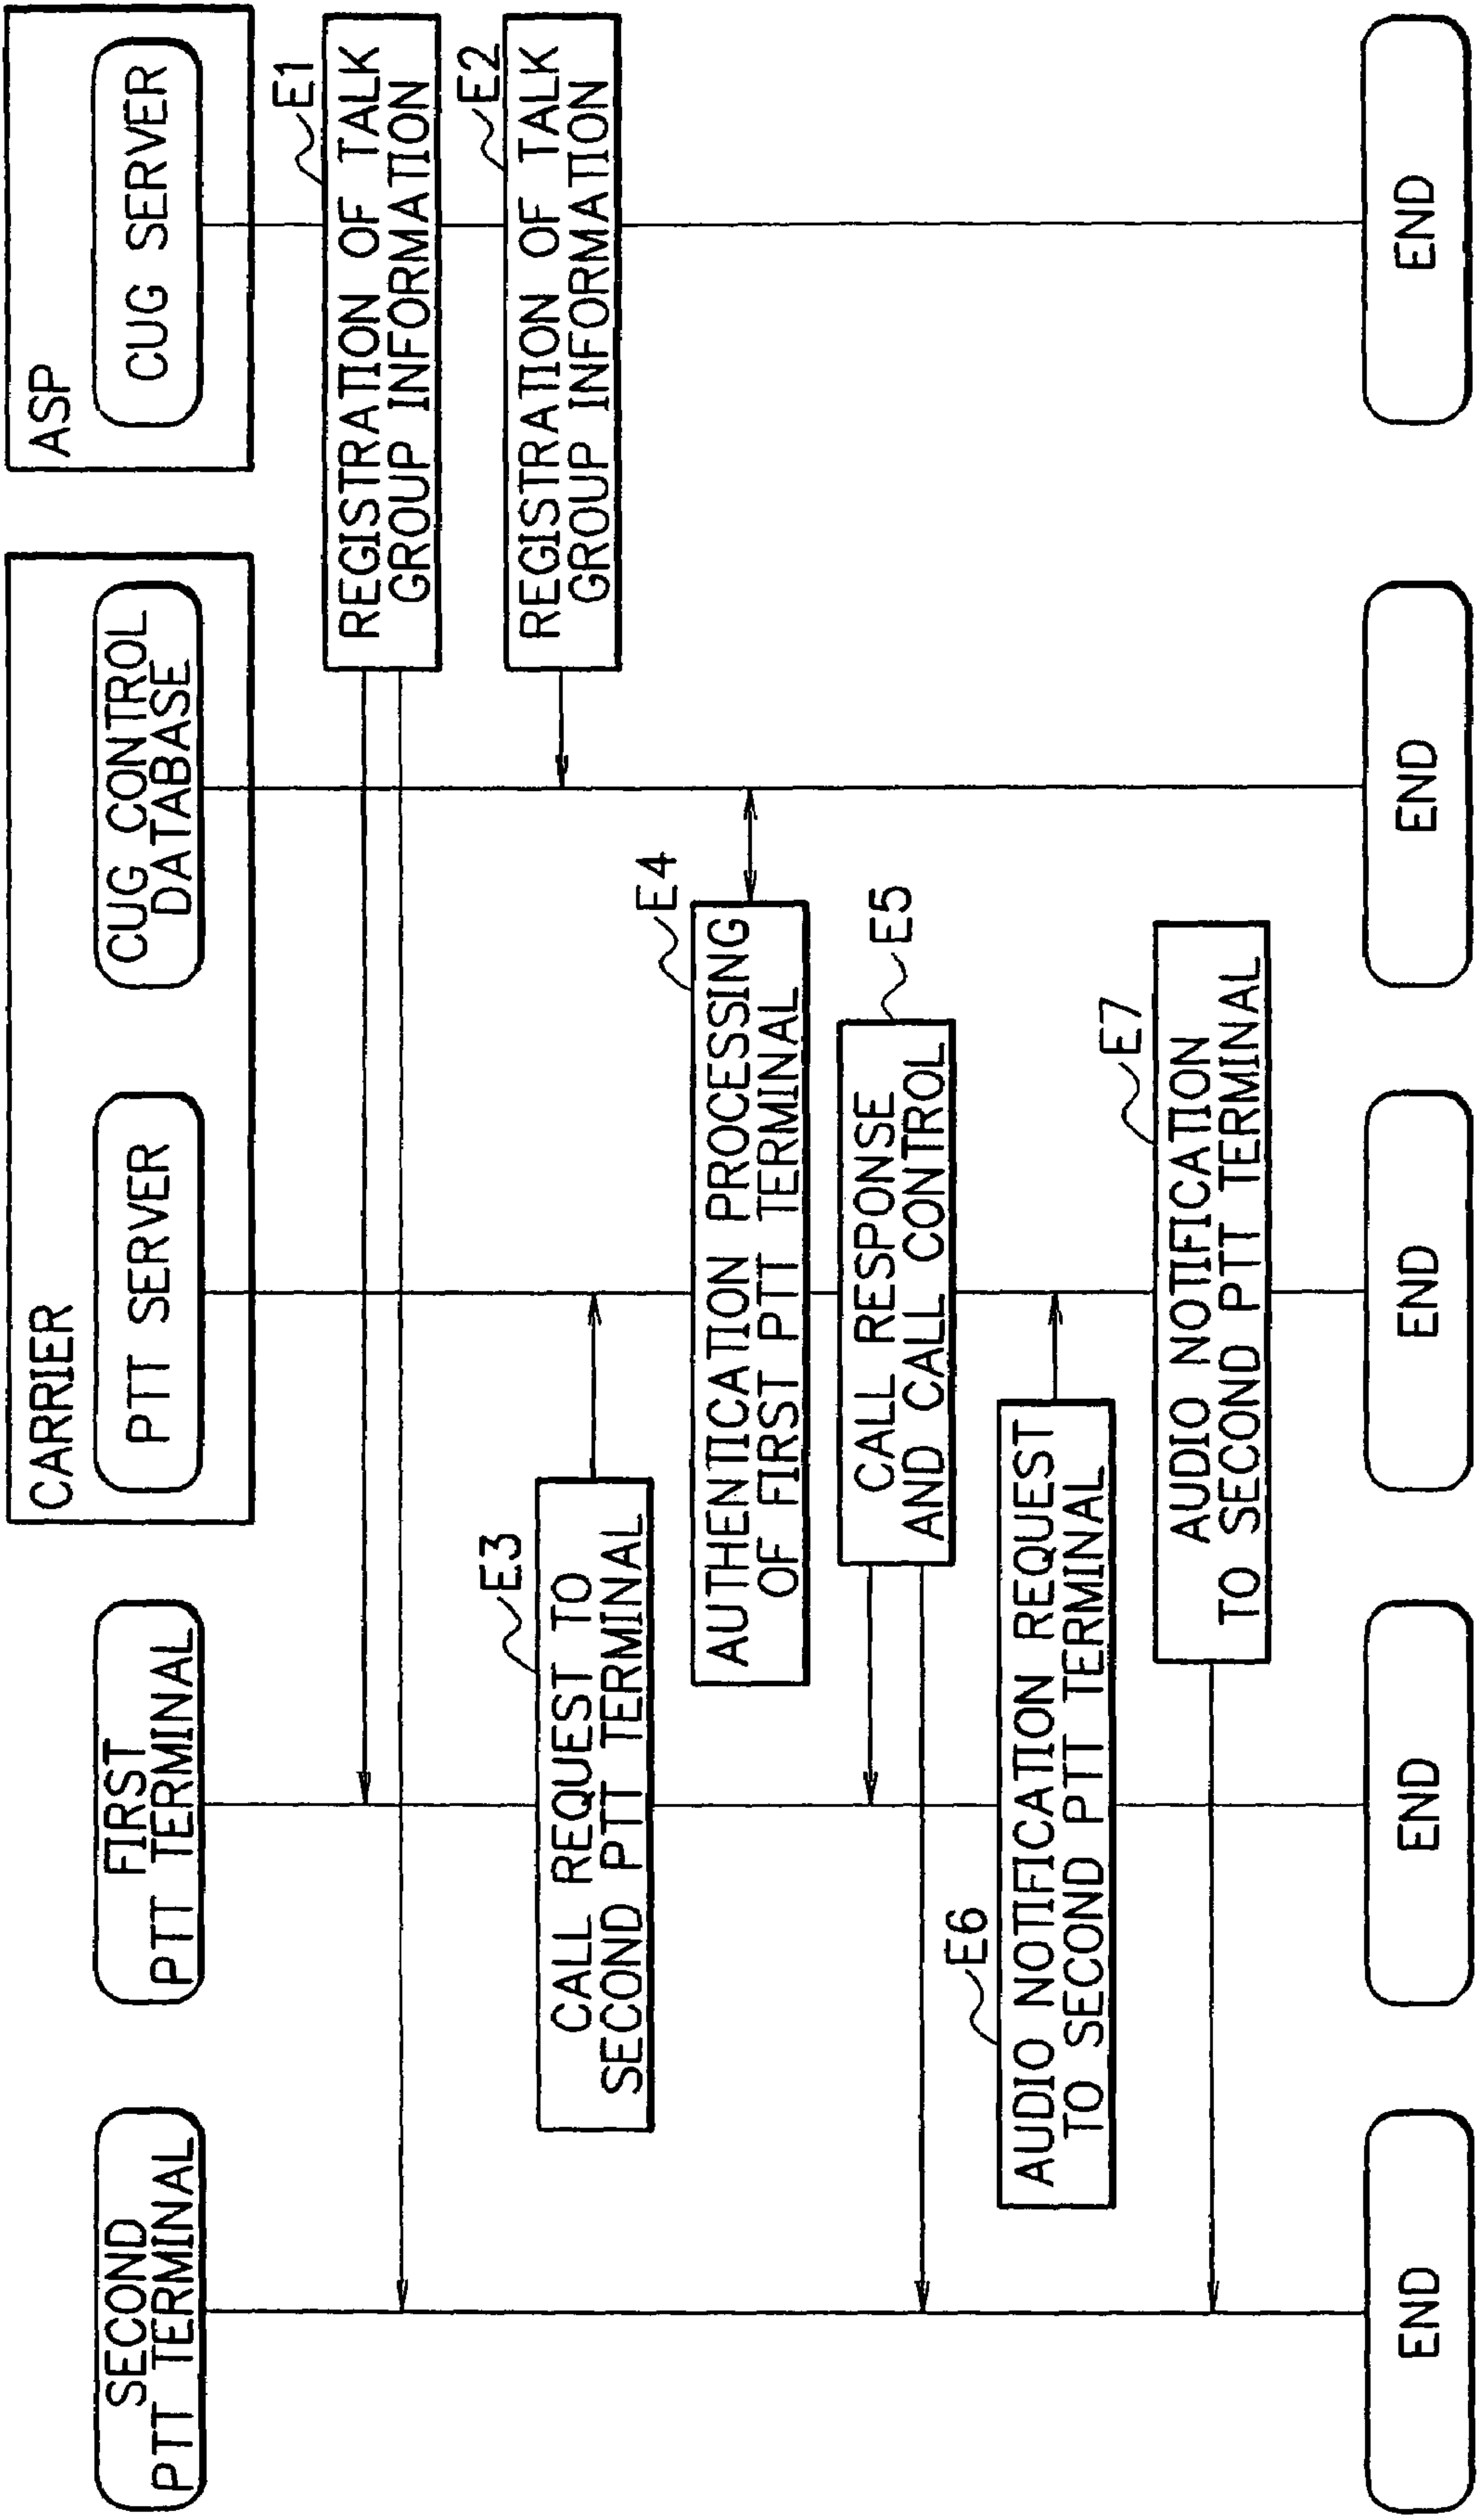 SECOND
PTT TERMINAL
FIRST
PTT TERMINAL
CARRIER
PTT SERVER
CUG CONTROL
DATABASE
ASP
CUG SERVER
E1
REGISTRATION OF TALK
GROUP INFORMATION
E2
REGISTRATION OF TALK
GROUP INFORMATION
E3
CALL REQUEST TO
SECOND PTT TERMINAL
E4
AUTHENTICATION PROCESSING
OF FIRST PTT TERMINAL
E5
CALL RESPONSE
AND CALL CONTROL
E6
AUDIO NOTIFICATION REQUEST
TO SECOND PTT TERMINAL
E7
AUDIO NOTIFICATION
TO SECOND PTT TERMINAL
END
END
END
END
END